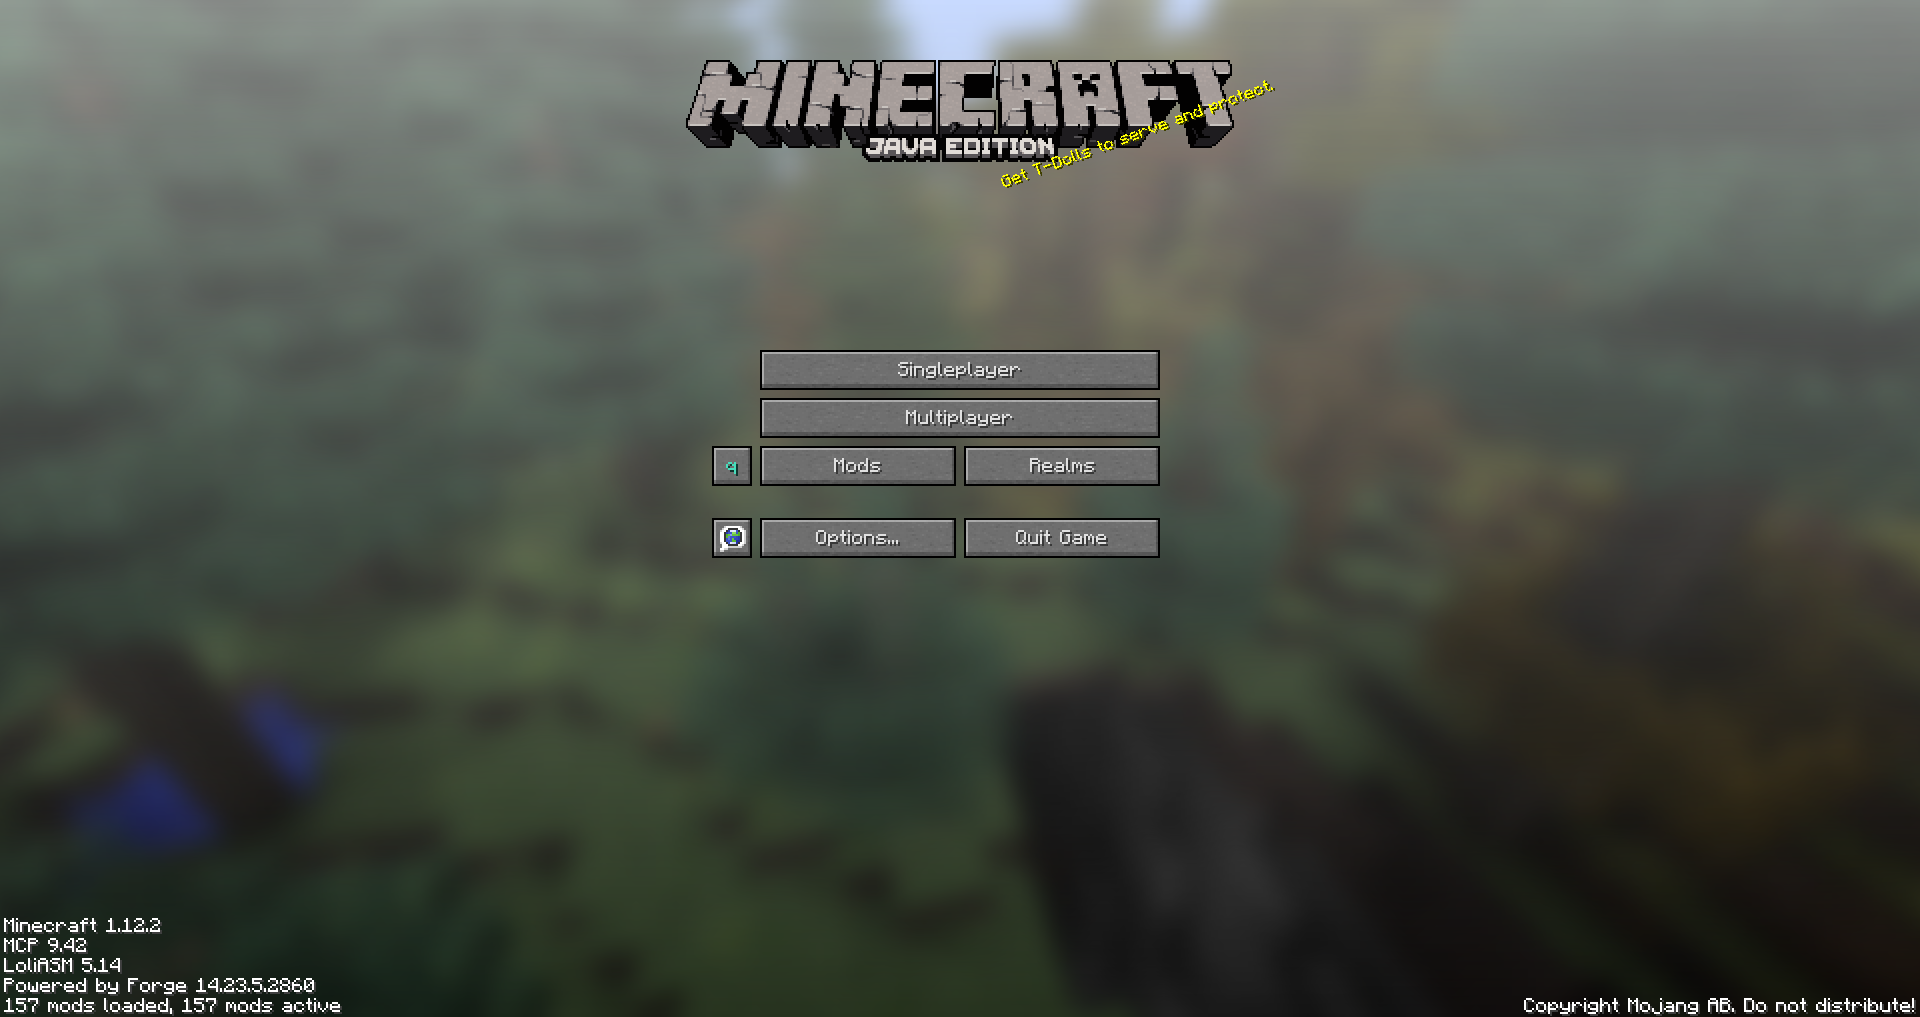 MINECRAFT
JAVA EDITION
Get T-Dolls to serve and protect.
Singleplayer
Multiplayer
q
Mods
Realms
Options...
Quit Game
Minecraft 1.12.2
MCP 9.42
LoliASM 5.14
Powered by Forge 14.23.5.2860
157 mods loaded, 157 mods active
Copyright Mojang AB. Do not distribute!